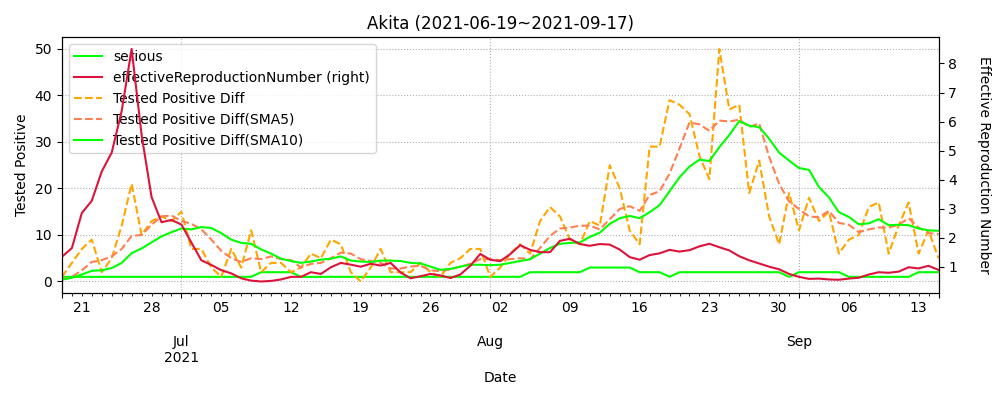 Akita (2021-06-19~2021-09-17)
serious
effectiveReproductionNumber (right)
Tested Positive Diff
Tested Positive Diff(SMA5)
Tested Positive Diff(SMA10)
Tested Positive
50
40
30
20
10
0
8
7
6
5
4
3
2
1
Effective Reproduction Number
21 28 05 12 19 26 02 09 16 23 30 06 13
Jul Aug Sep
2021
Date